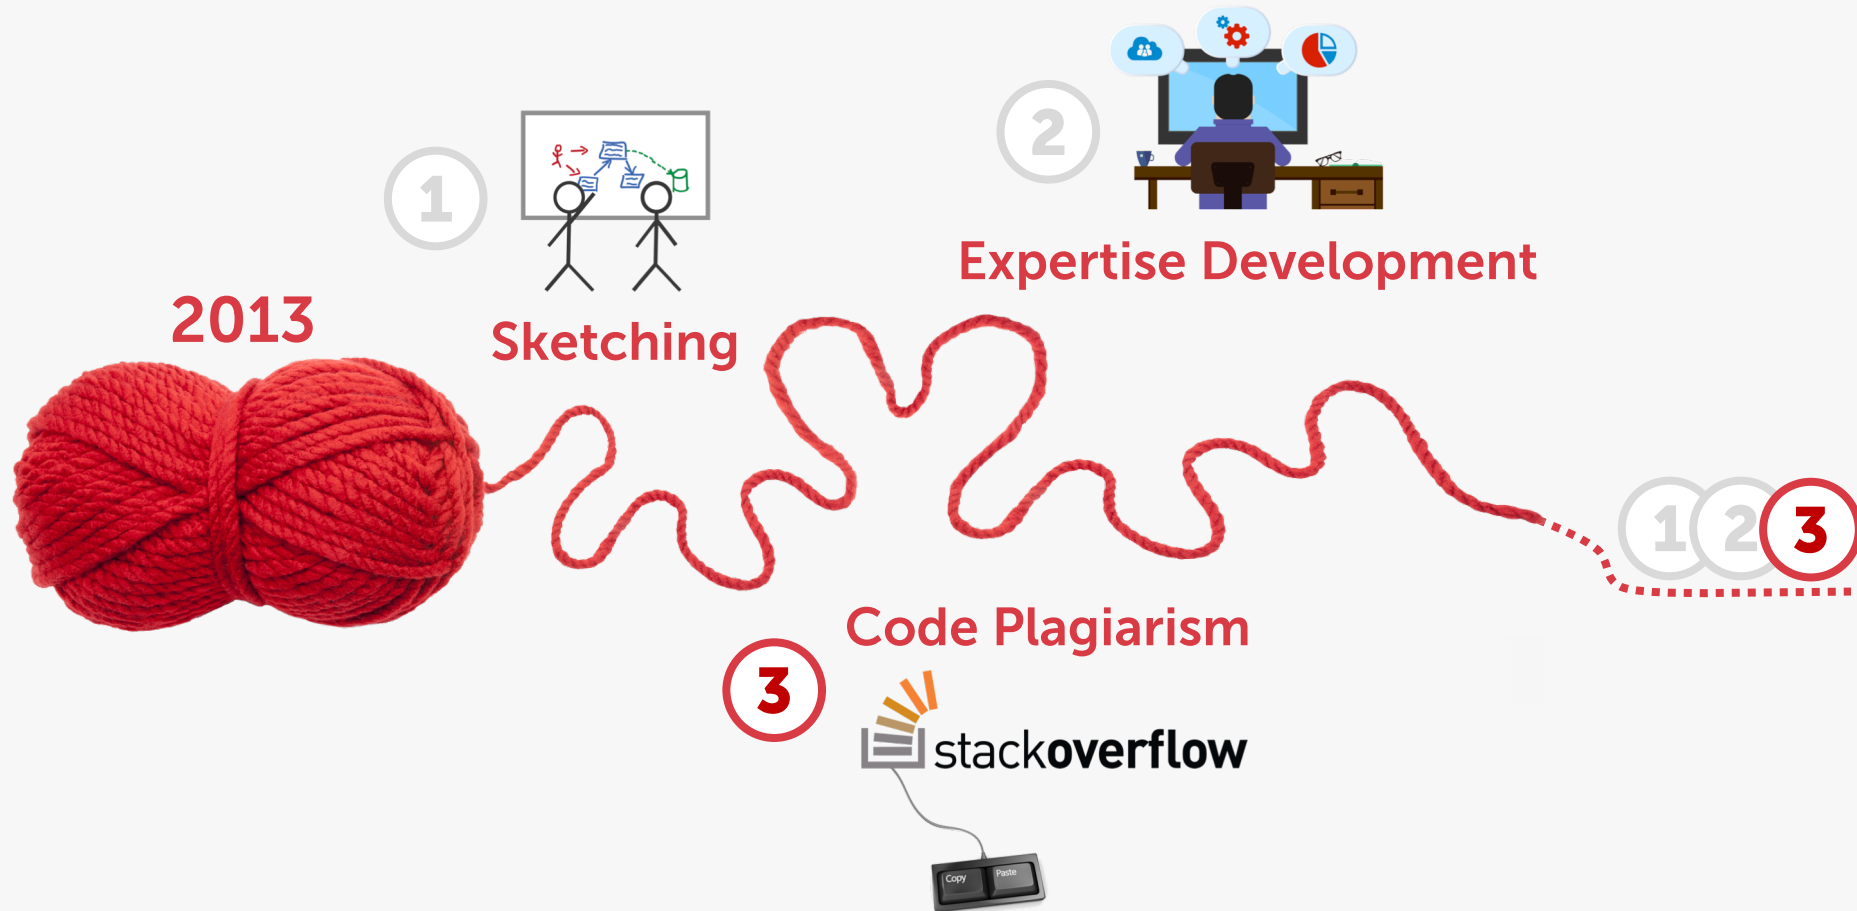 2
1
Expertise Development
2013
Sketching
1 2 3
Code Plagiarism
3
stackoverflow
Copy Paste